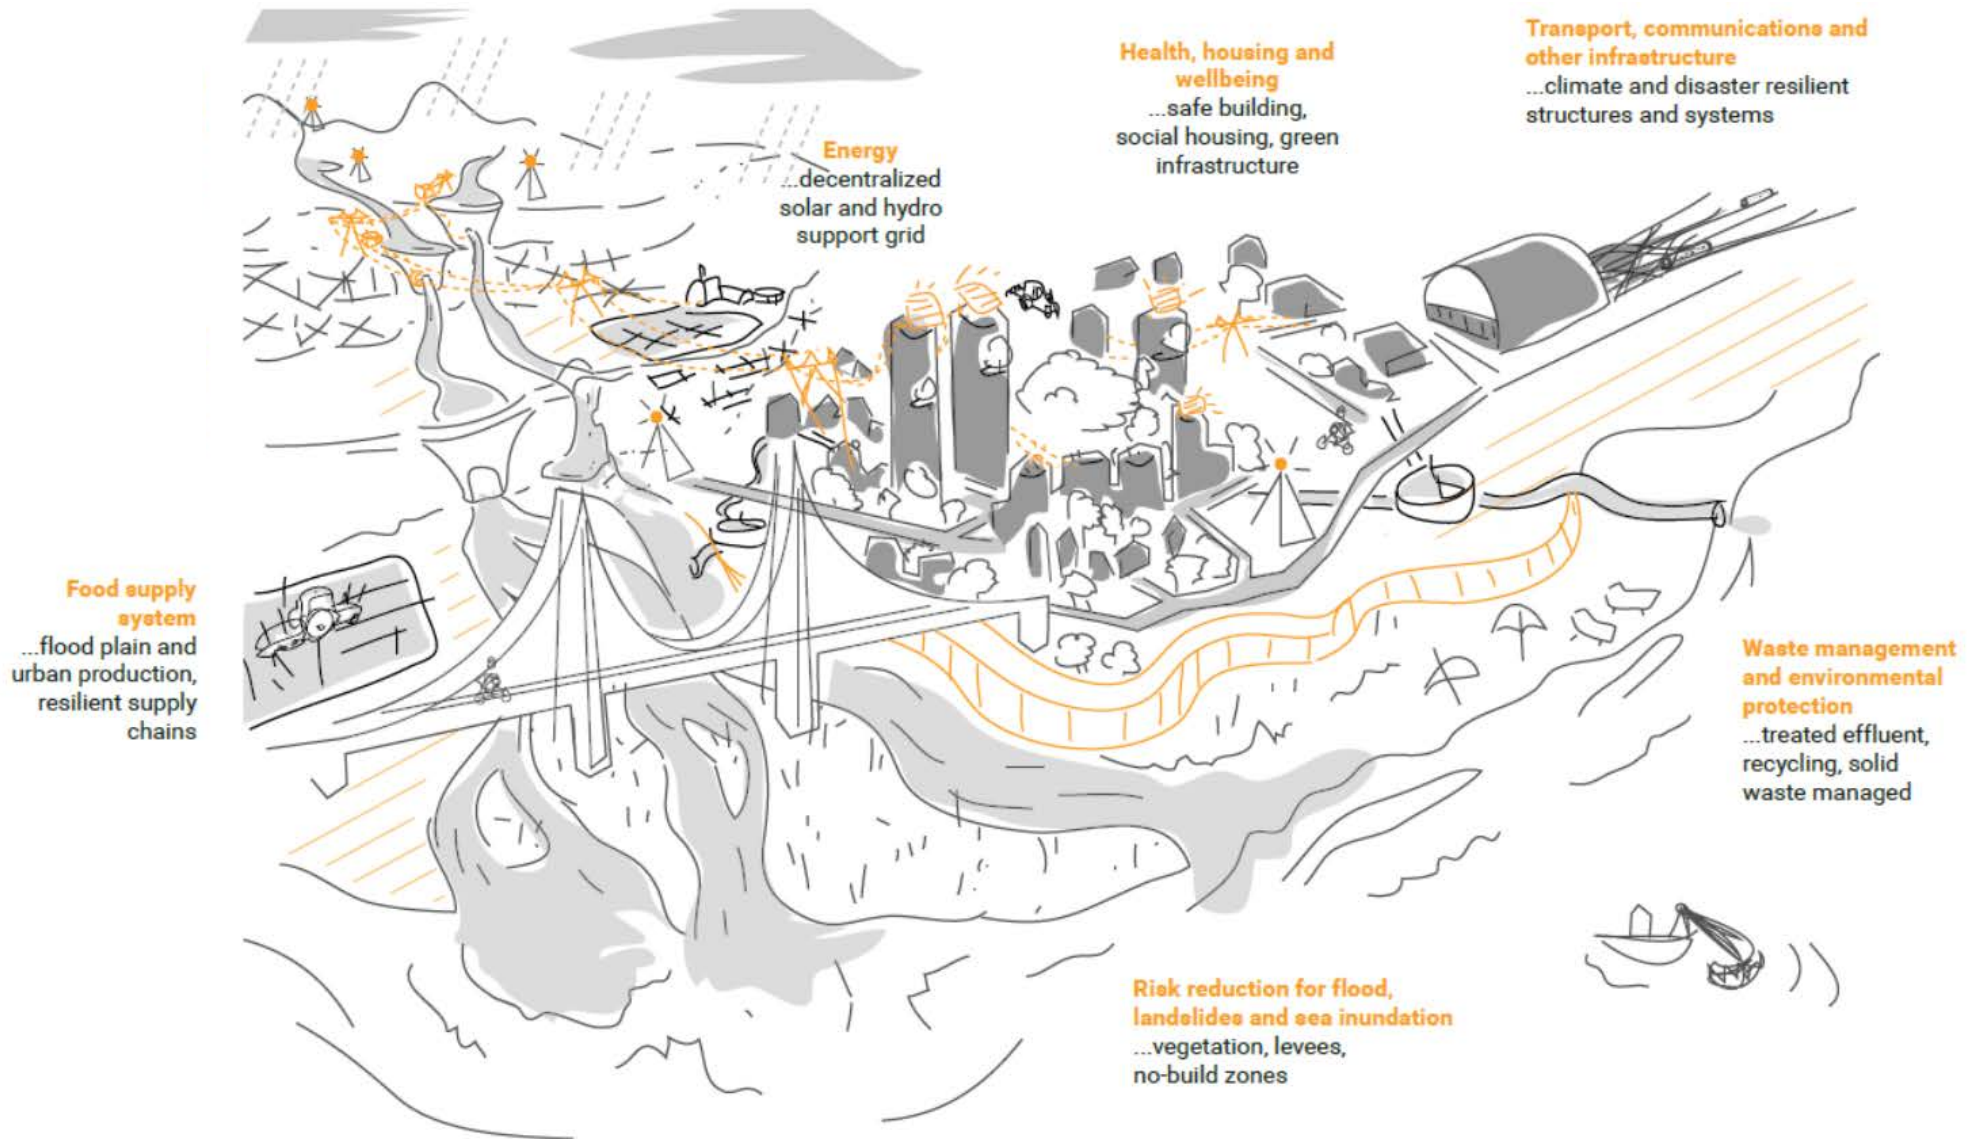 Transport, communications and
other infrastructure
...climate and disaster resilient
structures and systems
Health, housing and
wellbeing
...safe building,
social housing, green
infrastructure
Energy
...decentralized
solar and hydro
support grid
Food supply
system
...flood plain and
urban production,
resilient supply
chains
Waste management
and environmental
protection
...treated effluent,
recycling, solid
waste managed
Risk reduction for flood,
landslides and sea inundation
...vegetation, levees,
no-build zones